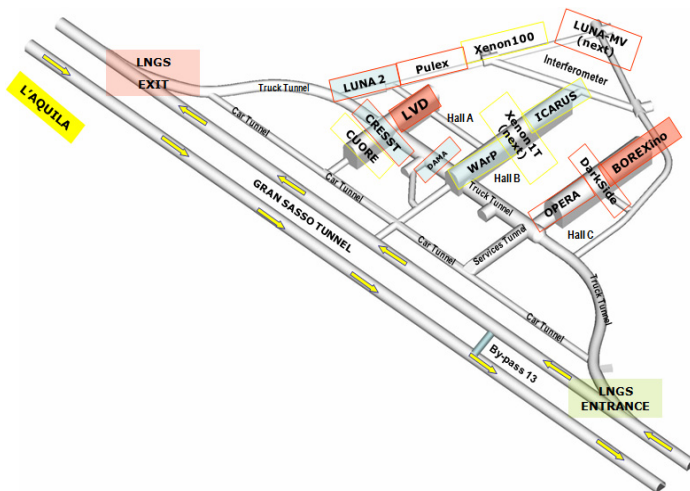 LUNA-MV
(next)
Xenon100
LNGS
EXIT
Pulex
Interferometer
LUNA 2
Truck Tunnel
L'AQUILA
Car Tunnel
LVD
Hall A
ICARUS
CRESST
Xenon1T
(next)
CUORE
BOREXino
DAMA
WArP
DarkSide
Car Tunnel
Hall B
Truck Tunnel
OPERA
GRAN SASSO TUNNEL
Hall C
Car Tunnel
Services Tunnel
Truck Tunnel
Car Tunnel
By-pass 13
LNGS
ENTRANCE